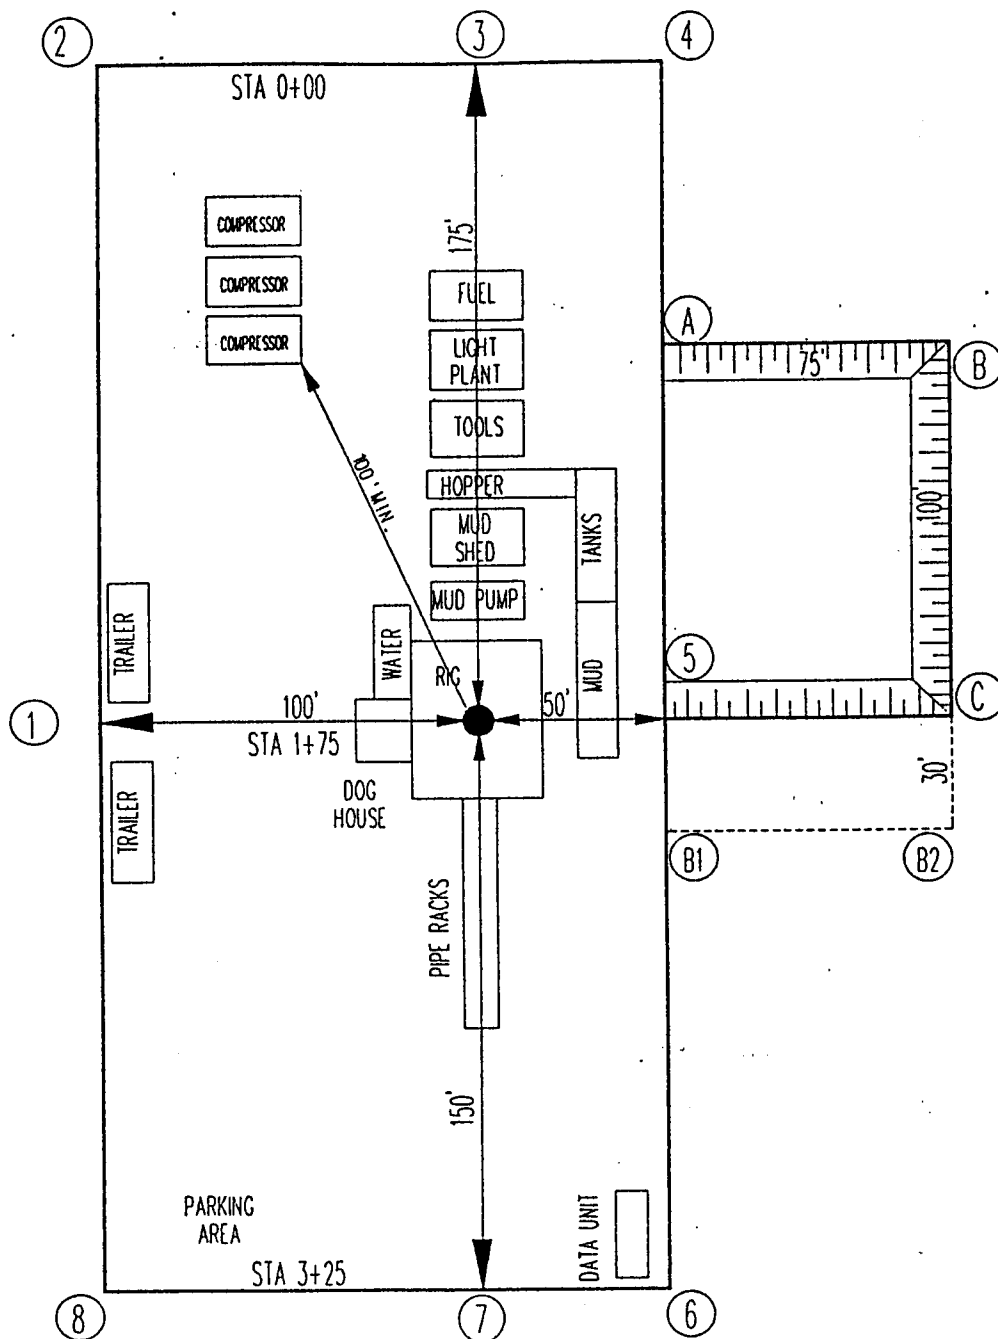 2
3
4
STA 0+00
COMPRESSOR
COMPRESSOR
COMPRESSOR
175'
FUEL
LIGHT
PLANT
TOOLS
HOPPER
MUD
SHED
MUD PUMP
TANKS
MUD
100' MIN.
A
75'
B
100'
5
C
30'
B1
B2
TRAILER
WATER
RIG
1
100'
50'
STA 1+75
DOG
HOUSE
TRAILER
PIPE RACKS
150'
PARKING
AREA
DATA UNIT
STA 3+25
8
7
6